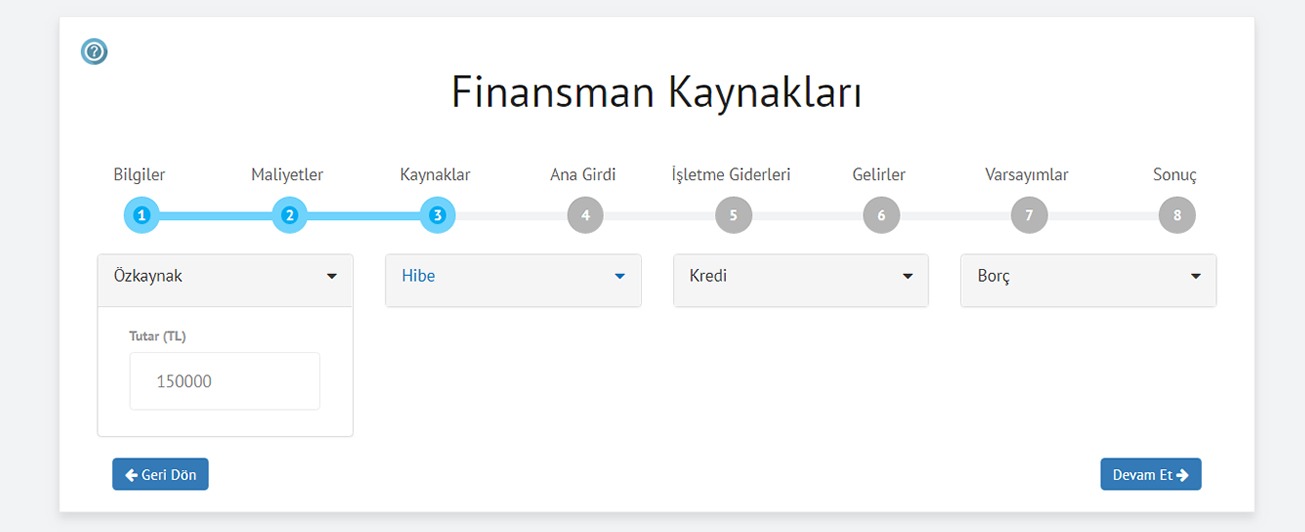 Finansman Kaynakları
Bilgiler Maliyetler Kaynaklar Ana Girdi İşletme Giderleri Gelirler Varsayımlar Sonuç
1 2 3 4 5 6 7 8
Özkaynak Hibe Kredi Borç
Tutar (TL)
150000
Geri Dön Devam Et